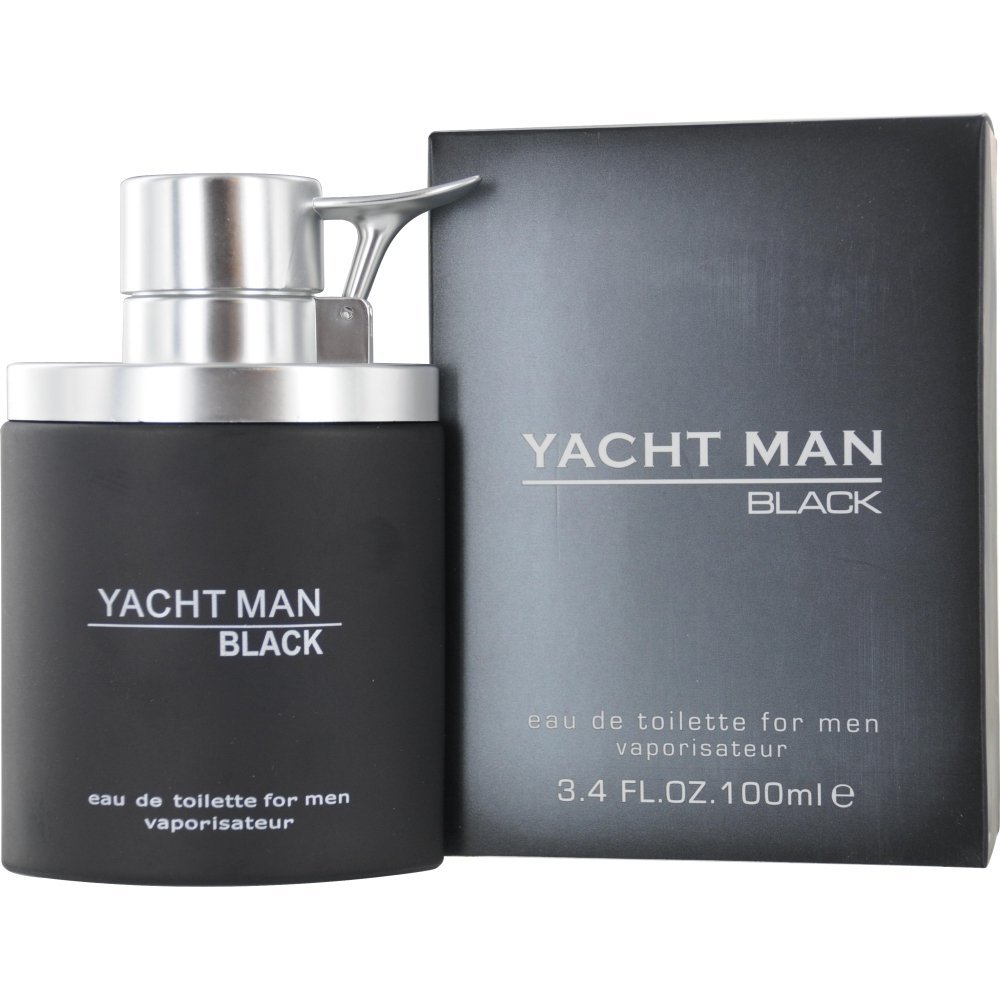 YACHT MAN
BLACK
eau de toilette for men
vaporisateur
YACHT MAN
BLACK
eau de toilette for men
vaporisateur
3.4 FL.OZ.100ml e